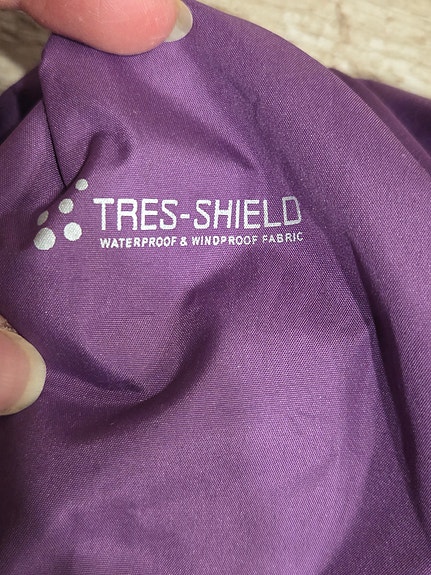 TRES-SHIELD
WATERPROOF & WINDPROOF FABRIC